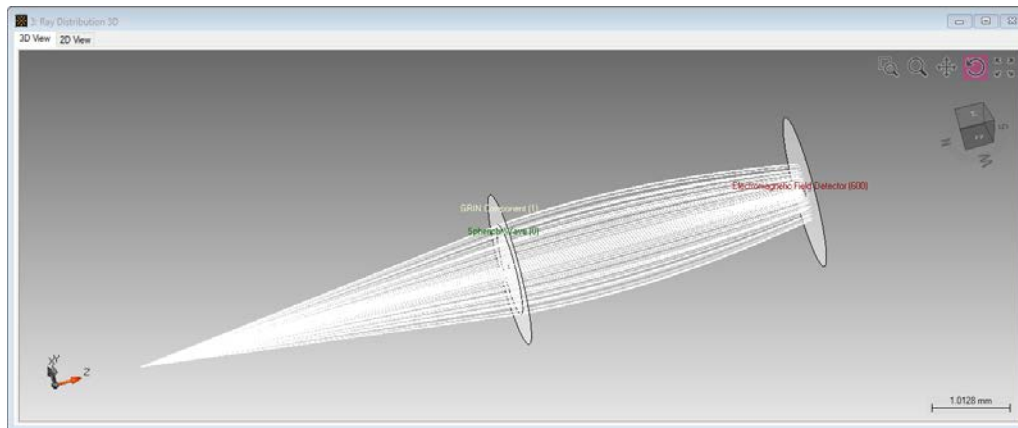 3: Ray Distribution 3D
3D View 2D View
Electromagnetic Field Detector (600)
GRIN Component (1)
Spherical Wave (0)
Z
1.0128 mm